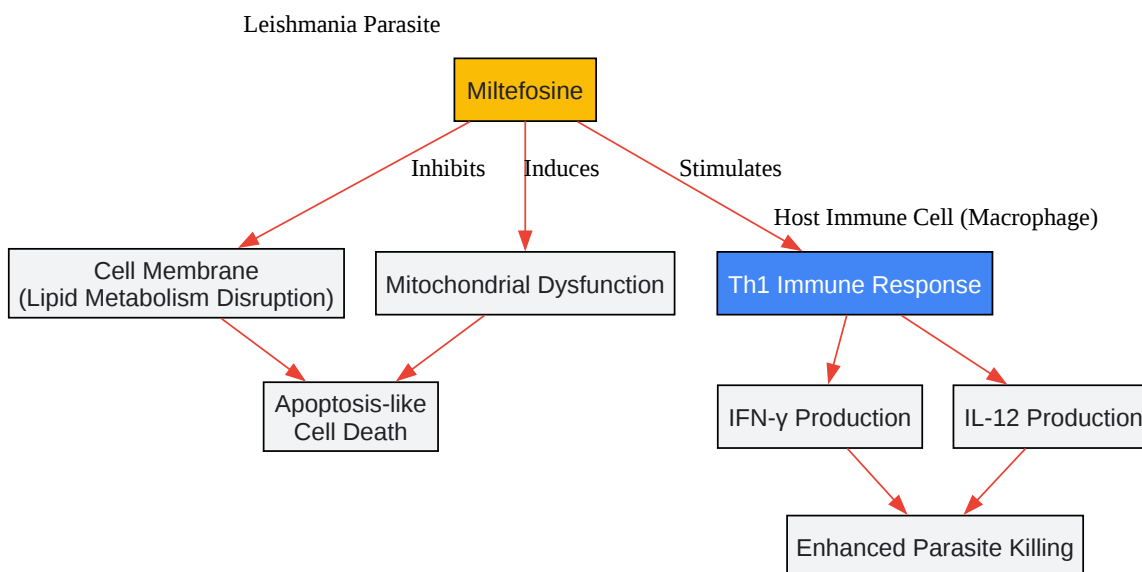 Leishmania Parasite
Miltefosine
Inhibits
Induces
Stimulates
Host Immune Cell (Macrophage)
Cell Membrane
(Lipid Metabolism Disruption)
Mitochondrial Dysfunction
Th1 Immune Response
Apoptosis-like
Cell Death
IFN-γ Production
IL-12 Production
Enhanced Parasite Killing